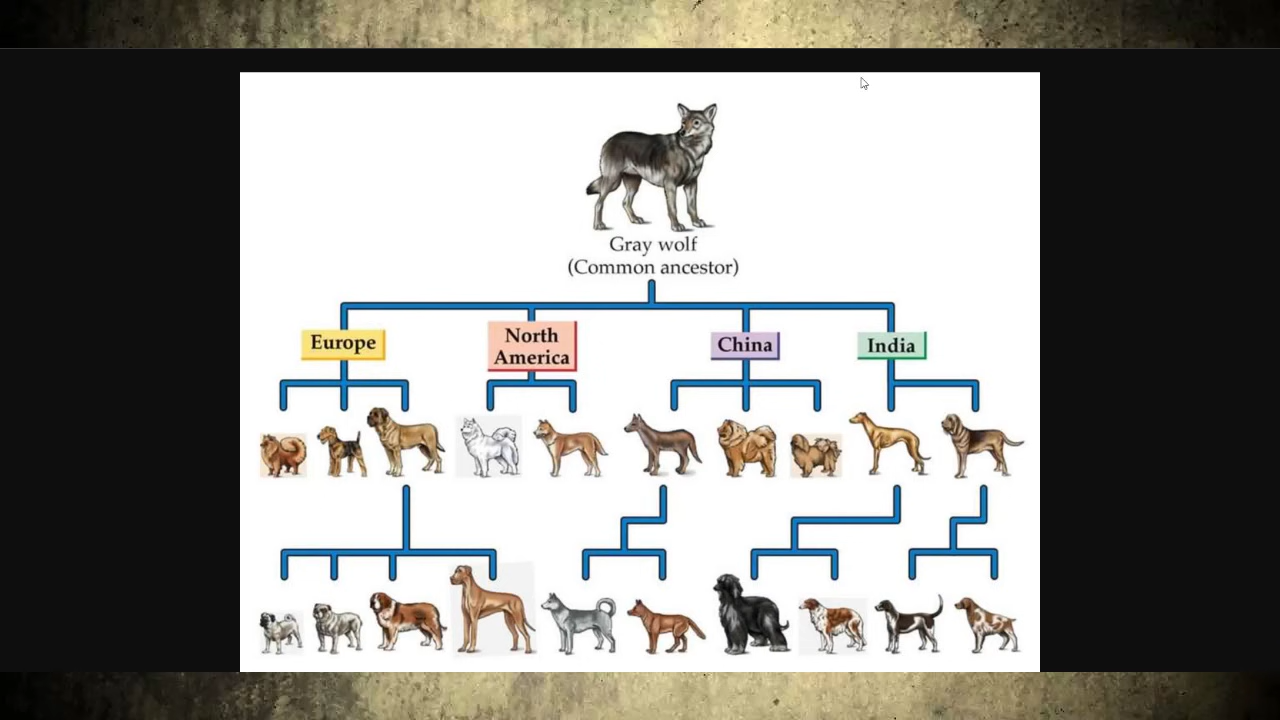 Gray wolf
(Common ancestor)
Europe
North
America
China
India